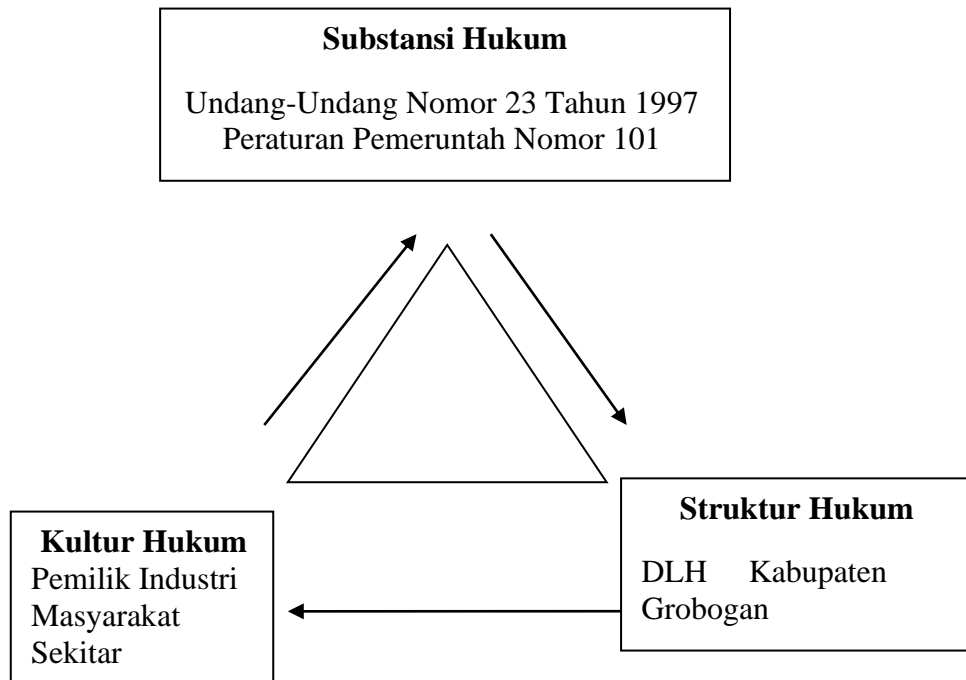 Substansi Hukum
Undang-Undang Nomor 23 Tahun 1997
Peraturan Pemeruntah Nomor 101
Kultur Hukum
Pemilik Industri
Masyarakat
Sekitar
Struktur Hukum
DLH Kabupaten
Grobogan